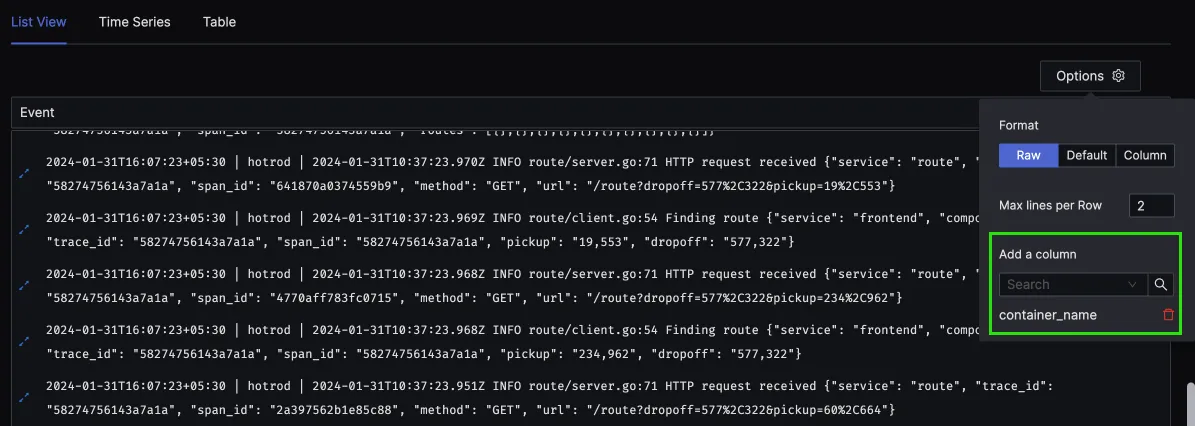 List View Time Series Table
Options
Event
"58274756143a7a1a", "span_id": "58274756143a7a1a", "routes": [{},{},{},{},{},{},{},{},{},{}]}
2024-01-31T16:07:23+05:30 | hotrod | 2024-01-31T10:37:23.970Z INFO route/server.go:71 HTTP request received {"service": "route", "
"58274756143a7a1a", "span_id": "641870a0374559b9", "method": "GET", "url": "/route?dropoff=577%2C322&pickup=19%2C553"}
2024-01-31T16:07:23+05:30 | hotrod | 2024-01-31T10:37:23.969Z INFO route/client.go:54 Finding route {"service": "frontend", "compo
"trace_id": "58274756143a7a1a", "span_id": "58274756143a7a1a", "pickup": "19,553", "dropoff": "577,322"}
2024-01-31T16:07:23+05:30 | hotrod | 2024-01-31T10:37:23.968Z INFO route/server.go:71 HTTP request received {"service": "route", "
"58274756143a7a1a", "span_id": "4770aff783fc0715", "method": "GET", "url": "/route?dropoff=577%2C322&pickup=234%2C962"}
2024-01-31T16:07:23+05:30 | hotrod | 2024-01-31T10:37:23.968Z INFO route/client.go:54 Finding route {"service": "frontend", "compo
"trace_id": "58274756143a7a1a", "span_id": "58274756143a7a1a", "pickup": "234,962", "dropoff": "577,322"}
2024-01-31T16:07:23+05:30 | hotrod | 2024-01-31T10:37:23.951Z INFO route/server.go:71 HTTP request received {"service": "route", "trace_id":
"58274756143a7a1a", "span_id": "2a397562b1e85c88", "method": "GET", "url": "/route?dropoff=577%2C322&pickup=60%2C664"}
Format
Raw Default Column
Max lines per Row 2
Add a column
Search
container_name